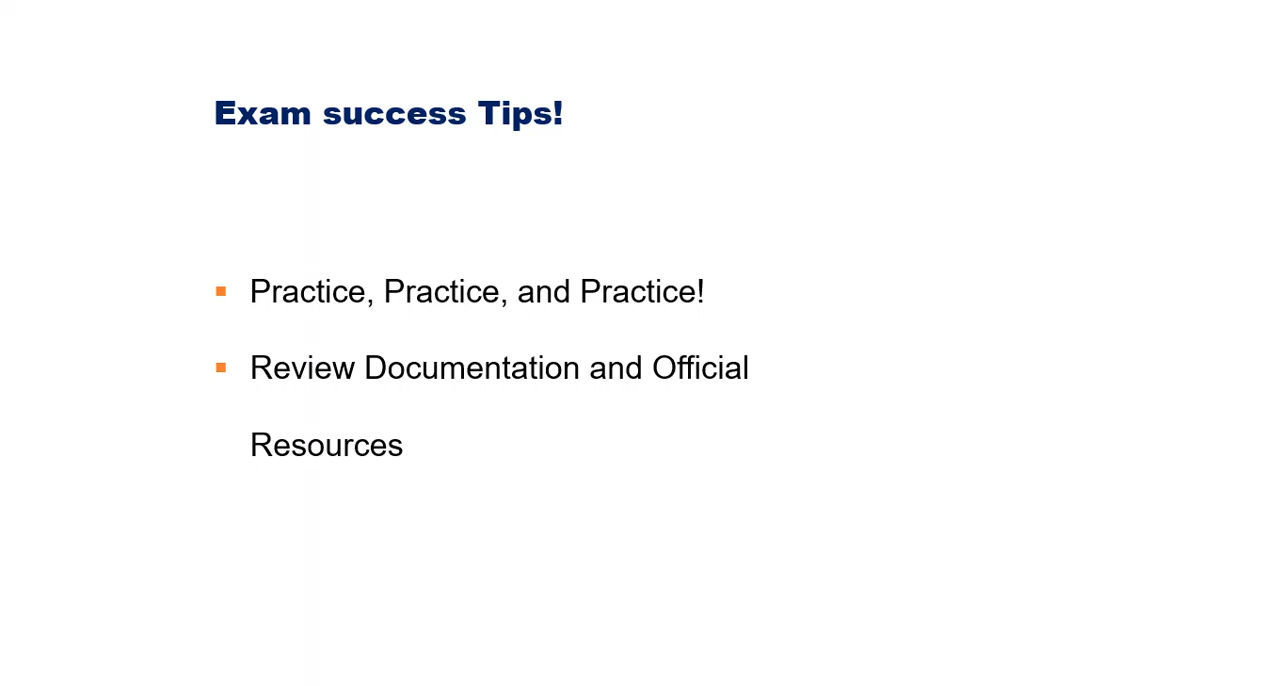 Exam success Tips!
Practice, Practice, and Practice!
Review Documentation and Official
Resources